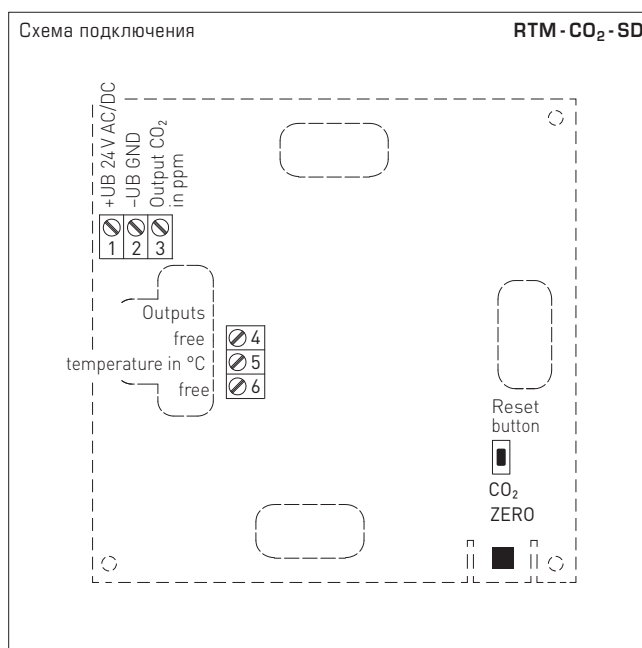 Схема подключения
RTM-CO₂-SD
+UB 24V AC/DC
-UB GND
Output CO₂
in ppm
1 2 3
Outputs
free 4
temperature in °C 5
free 6
Reset
button
CO₂
ZERO